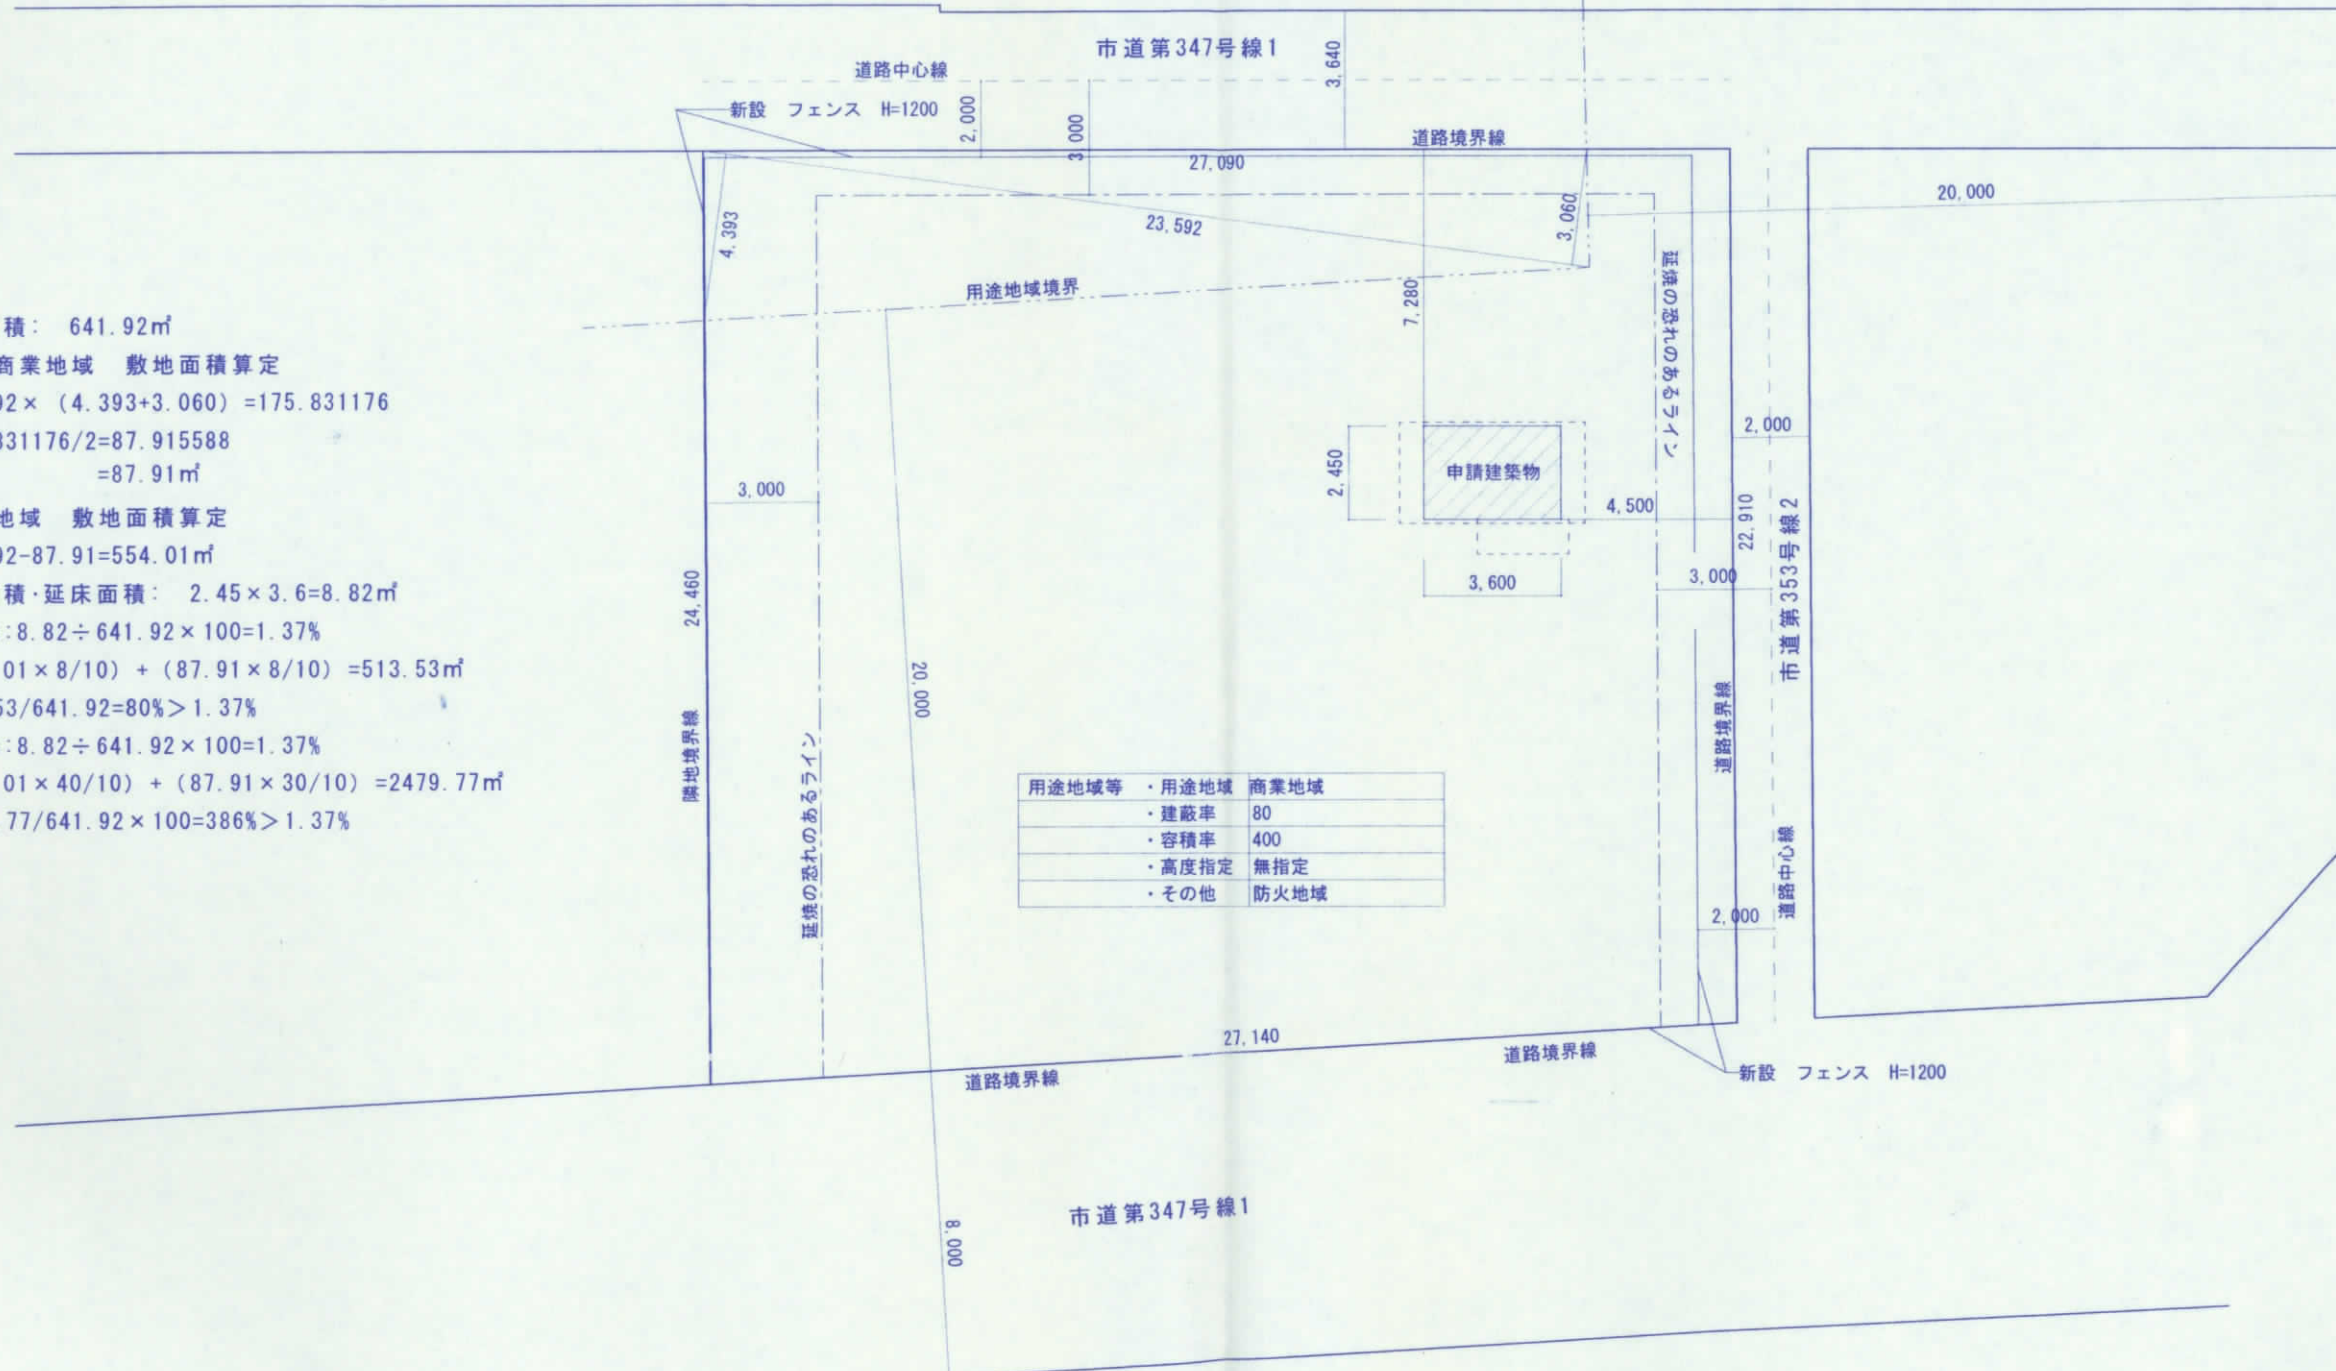 市道第347号線1
3,640
道路中心線
新設 フェンス H=1200
2,000
3,000
道路境界線
27,090
20,000
4,393
23,592
3,060
用途地域境界
7,280
延焼の恐れのあるライン
積: 641.92㎡
商業地域 敷地面積算定
92×(4.393+3.060)=175.831176
831176/2=87.915588
=87.91㎡
地域 敷地面積算定
92-87.91=554.01㎡
積・延床面積: 2.45×3.6=8.82㎡
:8.82÷641.92×100=1.37%
01×8/10)+(87.91×8/10)=513.53㎡
53/641.92=80%>1.37%
:8.82÷641.92×100=1.37%
01×40/10)+(87.91×30/10)=2479.77㎡
77/641.92×100=386%>1.37%
3,000
2,450
申請建築物
4,500
3,600
2,000
22,910
3,000
市道第353号線2
24,460
隣地境界線
20,000
延焼の恐れのあるライン
道路境界線
用途地域等 ・用途地域 商業地域
・建蔽率 80
・容積率 400
・高度指定 無指定
・その他 防火地域
道路中心線
2,000
27,140
道路境界線
道路境界線
新設 フェンス H=1200
市道第347号線1
8,000